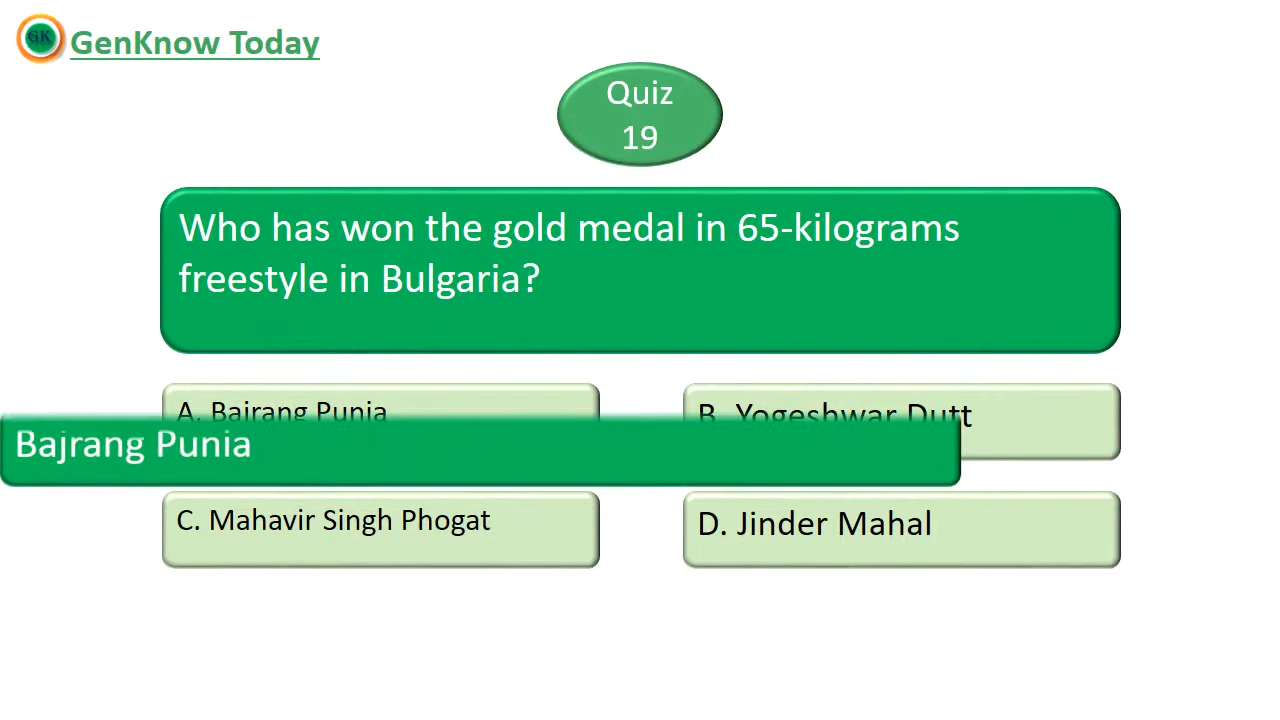 GK GenKnow Today
Quiz
19
Who has won the gold medal in 65-kilograms
freestyle in Bulgaria?
A. Bajrang Punia
B. Yogeshwar Dutt
Bajrang Punia
C. Mahavir Singh Phogat
D. Jinder Mahal